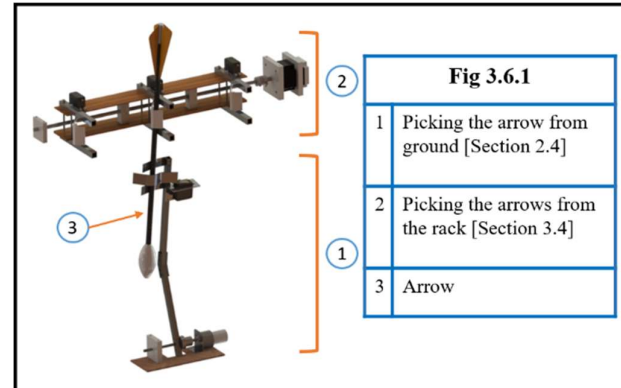 2
3
1
Fig 3.6.1
1 Picking the arrow from
ground [Section 2.4]
2 Picking the arrows from
the rack [Section 3.4]
3 Arrow